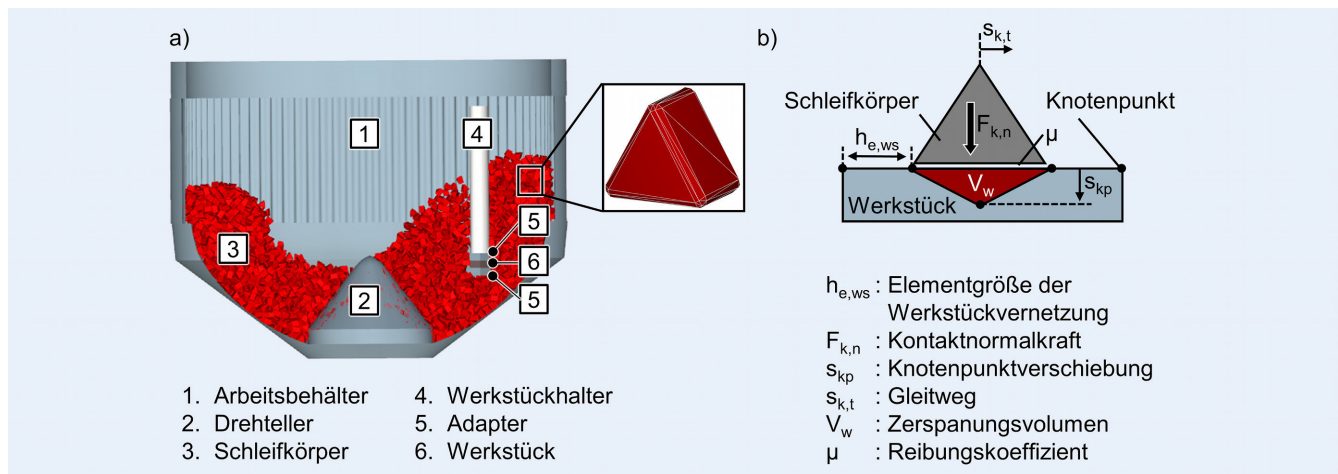 a)
1
4
5
3
6
2
5
1. Arbeitsbehälter
2. Drehteller
3. Schleifkörper
4. Werkstückhalter
5. Adapter
6. Werkstück
b)
s_k,t
Schleifkörper
Knotenpunkt
F_k,n
μ
h_e,ws
V_w
s_kp
Werkstück
h_e,ws : Elementgröße der
Werkstückvernetzung
F_k,n : Kontaktnormalkraft
s_kp : Knotenpunktverschiebung
s_k,t : Gleitweg
V_w : Zerspanungsvolumen
μ : Reibungskoeffizient